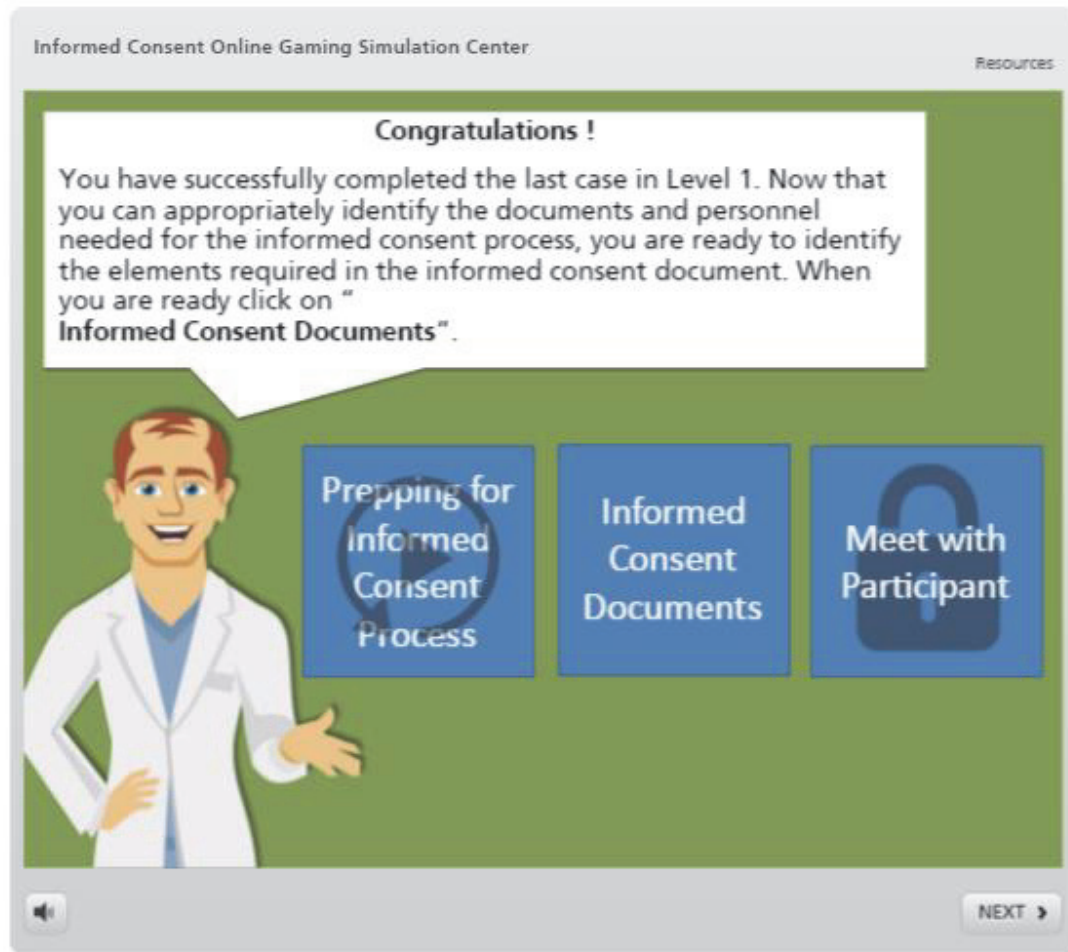 Informed Consent Online Gaming Simulation Center
Resources
Congratulations !
You have successfully completed the last case in Level 1. Now that
you can appropriately identify the documents and personnel
needed for the informed consent process, you are ready to identify
the elements required in the informed consent document. When
you are ready click on “
Informed Consent Documents”.
Prepping for
Informed
Consent
Process
Informed
Consent
Documents
Meet with
Participant
NEXT